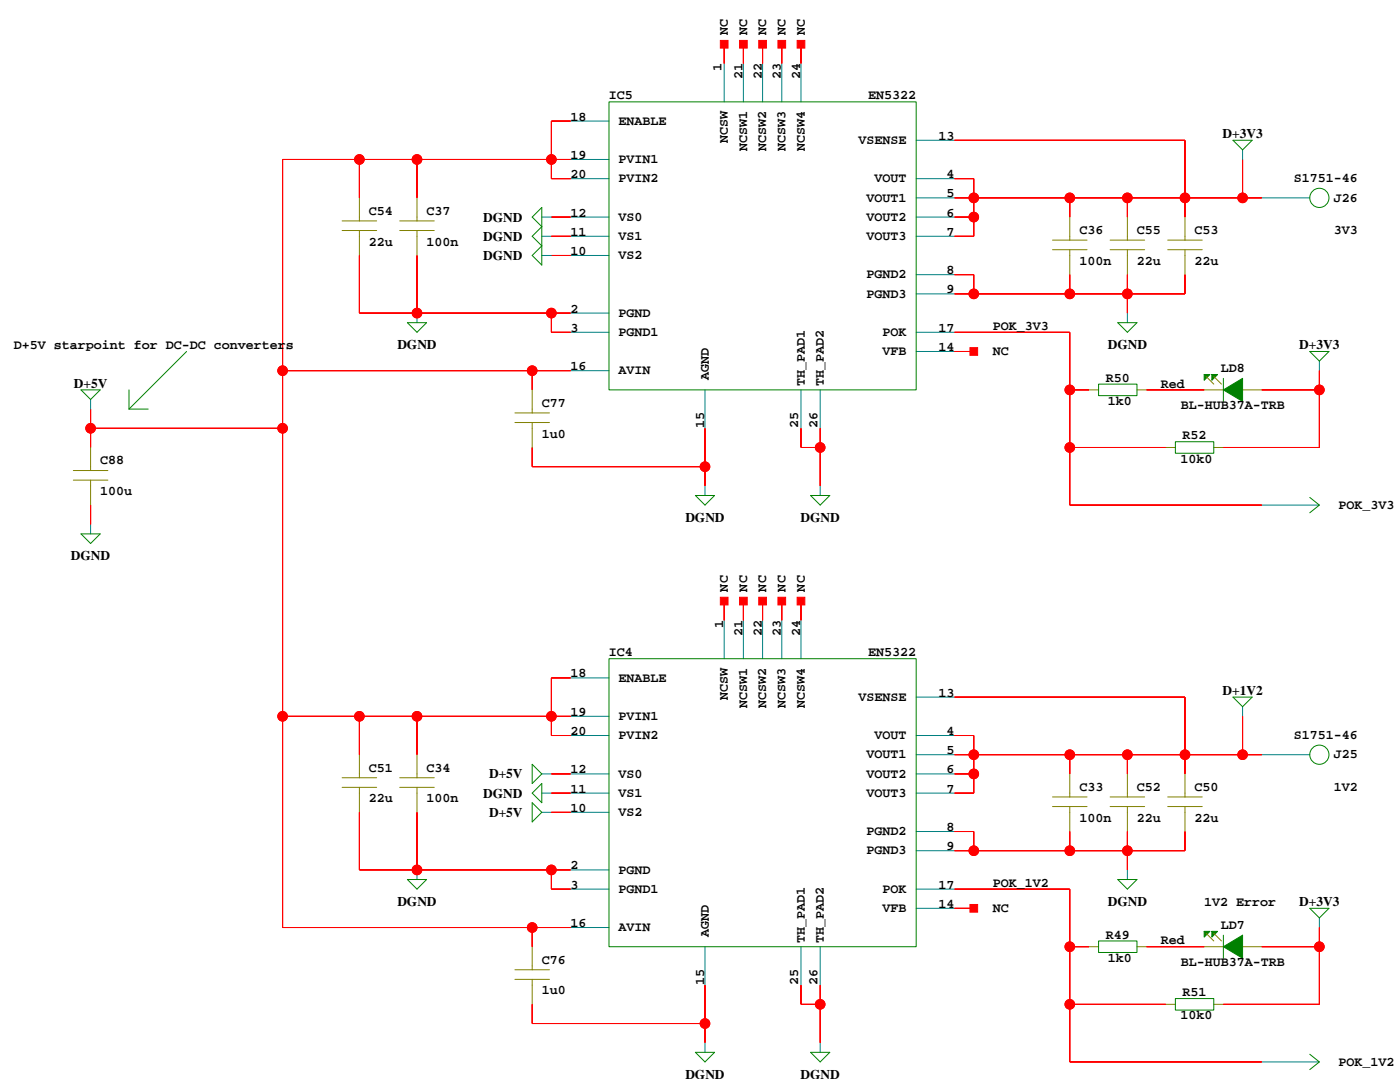 NC NC NC NC NC
1 21 22 23 24
IC5 EN5322
NCSW NCSW1 NCSW2 NCSW3 NCSW4
18 ENABLE
VSENSE 13
D+3V3
19 PVIN1
20 PVIN2
VOUT 4
S1751-46
VOUT1 5
J26
C54 C37
DGND 12 VS0
VOUT2 6
22u 100n
DGND 11 VS1
VOUT3 7
C36 C55 C53
3V3
DGND 10 VS2
100n 22u 22u
PGND2 8
PGND3 9
2 PGND
3 PGND1
POK 17 POK_3V3
DGND
DGND
D+5V starpoint for DC-DC converters
VFB 14 NC
D+3V3
16 AVIN
AGND TH_PAD1 TH_PAD2
LD8
R50 Red
1k0
BL-HUB37A-TRB
D+5V
C77
1u0
15 25 26
R52
10k0
C88
100u
POK_3V3
DGND DGND
DGND
NC NC NC NC NC
1 21 22 23 24
IC4 EN5322
NCSW NCSW1 NCSW2 NCSW3 NCSW4
18 ENABLE
VSENSE 13
D+1V2
19 PVIN1
20 PVIN2
VOUT 4
S1751-46
VOUT1 5
J25
C51 C34
D+5V 12 VS0
VOUT2 6
22u 100n
DGND 11 VS1
VOUT3 7
C33 C52 C50
1V2
D+5V 10 VS2
100n 22u 22u
PGND2 8
PGND3 9
2 PGND
3 PGND1
POK 17 POK_1V2
DGND
DGND
VFB 14 NC
1V2 Error
D+3V3
16 AVIN
AGND TH_PAD1 TH_PAD2
LD7
R49 Red
1k0
BL-HUB37A-TRB
C76
1u0
15 25 26
R51
10k0
POK_1V2
DGND DGND